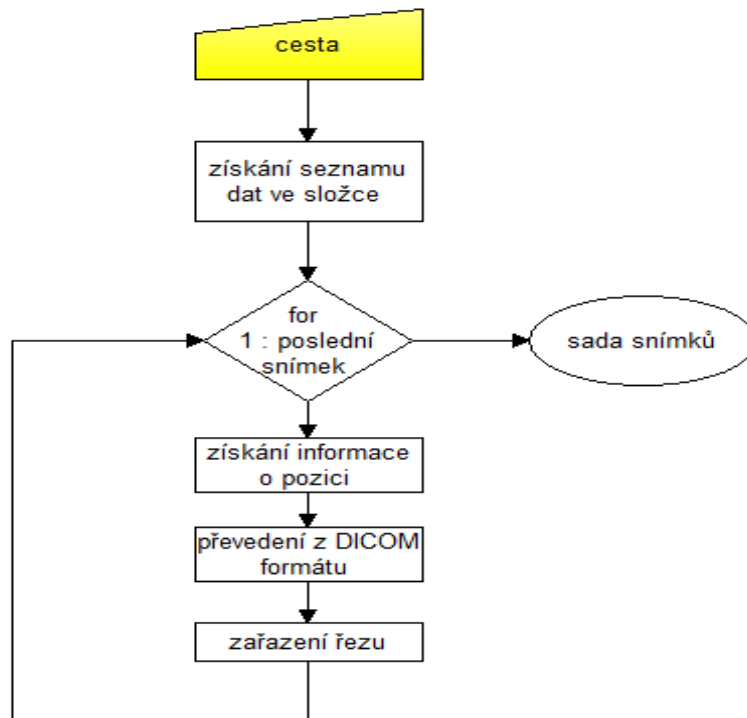 cesta
získání seznamu
dat ve složce
for
1 : poslední
snímek
sada snímků
získání informace
o pozici
převedení z DICOM
formátu
zařazení řezu